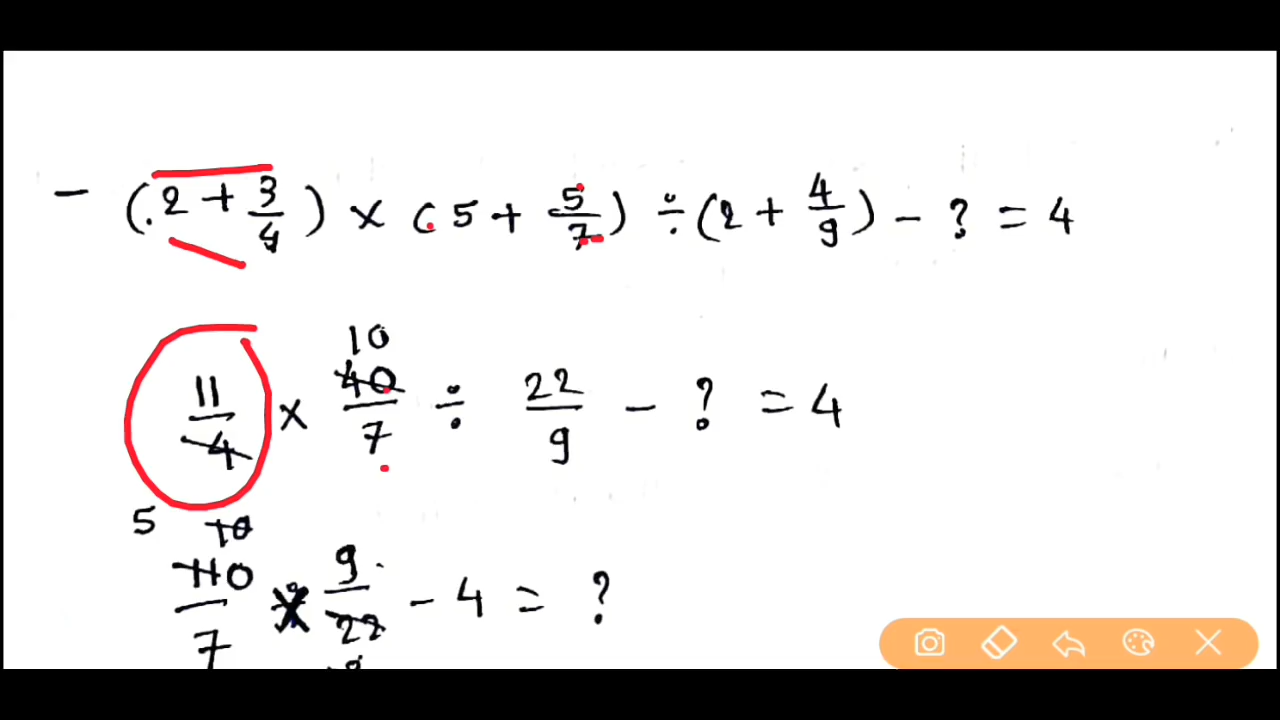 - (2 + 3/4) × (5 + 5/7) ÷ (2 + 4/9) - ? = 4
10
11/4 × 40/7 ÷ 22/9 - ? = 4
5 10
110/7 × 9/22 - 4 = ?